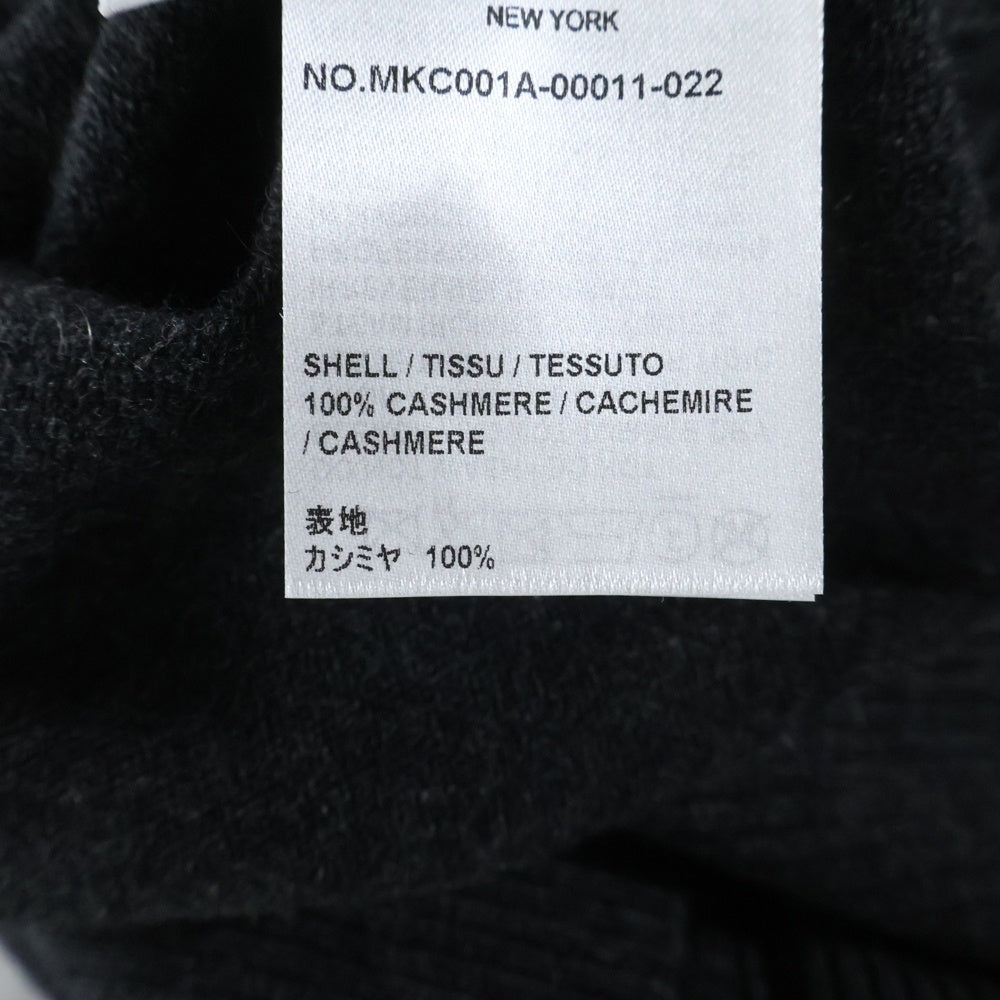 NEW YORK
NO.MKC001A-00011-022
SHELL / TISSU / TESSUTO
100% CASHMERE / CACHEMIRE
/ CASHMERE
表地
カシミヤ 100%